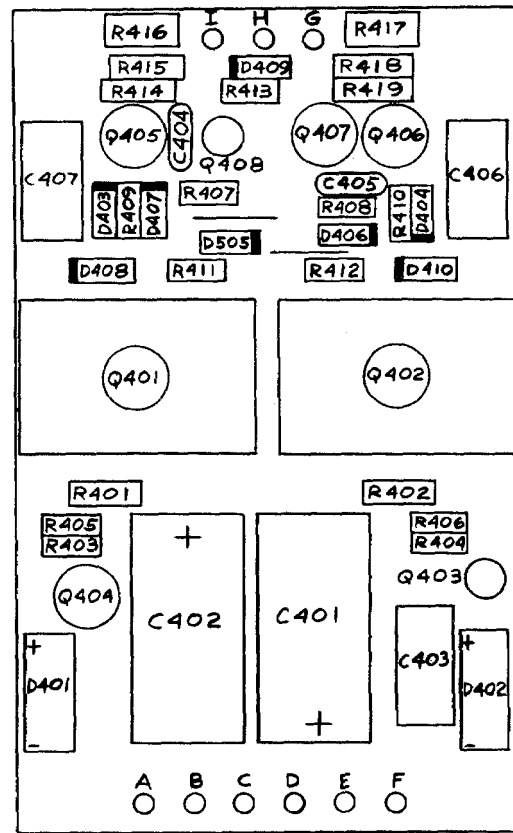 I H G
R416 R417
R415 D409 R418
R414 R413 R419
Q405 C404 Q408 Q407 Q406
C407 C406
R407 C405
D403 R409 D407 R408 R410 D404
D505 D406
D408 R411 R412 D410
Q401 Q402
R401 R402
R405 R406
R403 R404
+
Q404 Q403
C402 C401
+ C403 +
D401 D402
+
- -
A B C D E F